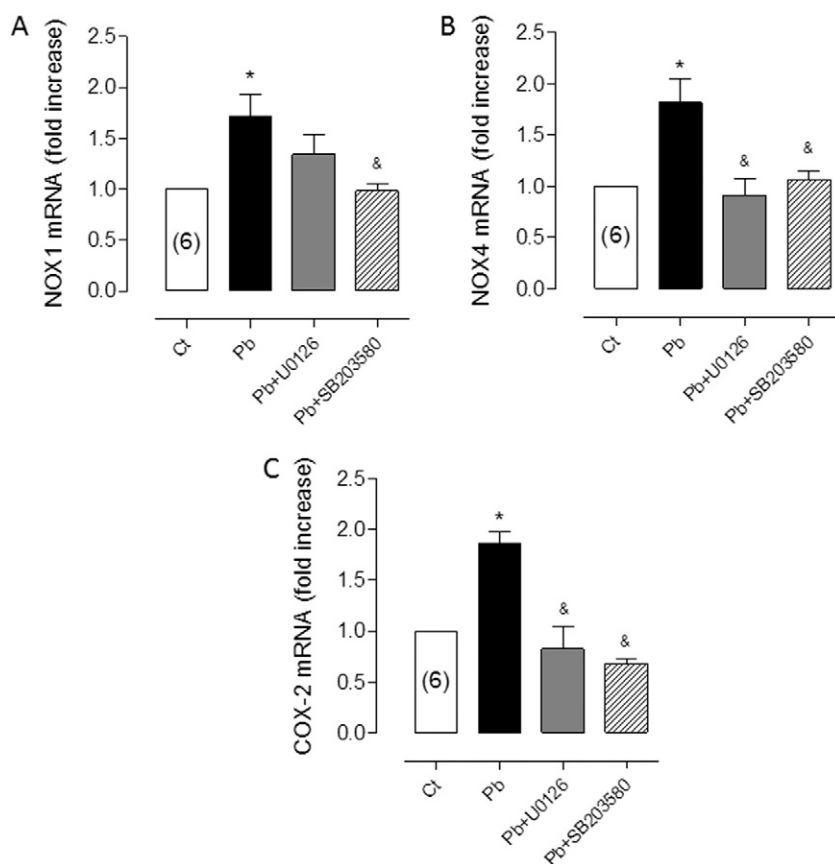 A
NOX1 mRNA (fold increase)
2.5
2.0
1.5
1.0
0.5
0.0
*
&
(6)
Ct
Pb
Pb+U0126
Pb+SB203580
B
NOX4 mRNA (fold increase)
2.5
2.0
1.5
1.0
0.5
0.0
*
&
&
(6)
Ct
Pb
Pb+U0126
Pb+SB203580
C
COX-2 mRNA (fold increase)
2.5
2.0
1.5
1.0
0.5
0.0
*
&
&
(6)
Ct
Pb
Pb+U0126
Pb+SB203580